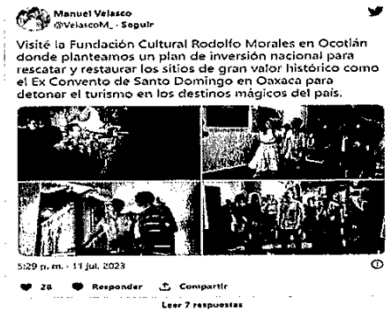 Manuel Velasco
@VelascoM_ · Seguir
Visité la Fundación Cultural Rodolfo Morales en Ocotlán
donde planteamos un plan de inversión nacional para
rescatar y restaurar los sitios de gran valor histórico como
el Ex Convento de Santo Domingo en Oaxaca para
detonar el turismo en los destinos mágicos del país.
5:29 p. m. · 11 jul. 2023
28 Responder Compartir
Leer 7 respuestas